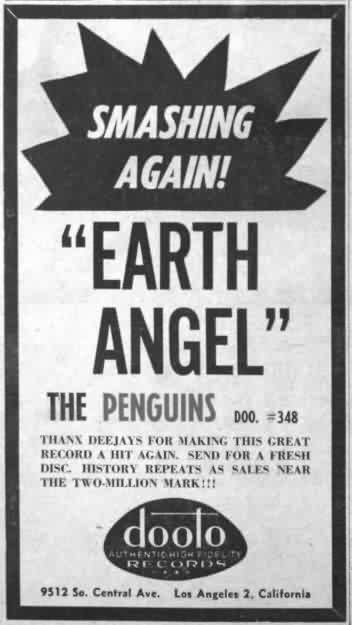 SMASHING
AGAIN!
"EARTH
ANGEL"
THE PENGUINS DOO. #348
THANX DEEJAYS FOR MAKING THIS GREAT
RECORD A HIT AGAIN. SEND FOR A FRESH
DISC. HISTORY REPEATS AS SALES NEAR
THE TWO-MILLION MARK!!!
dooto
AUTHENTIC HIGH FIDELITY
RECORDS
9512 So. Central Ave. Los Angeles 2, California